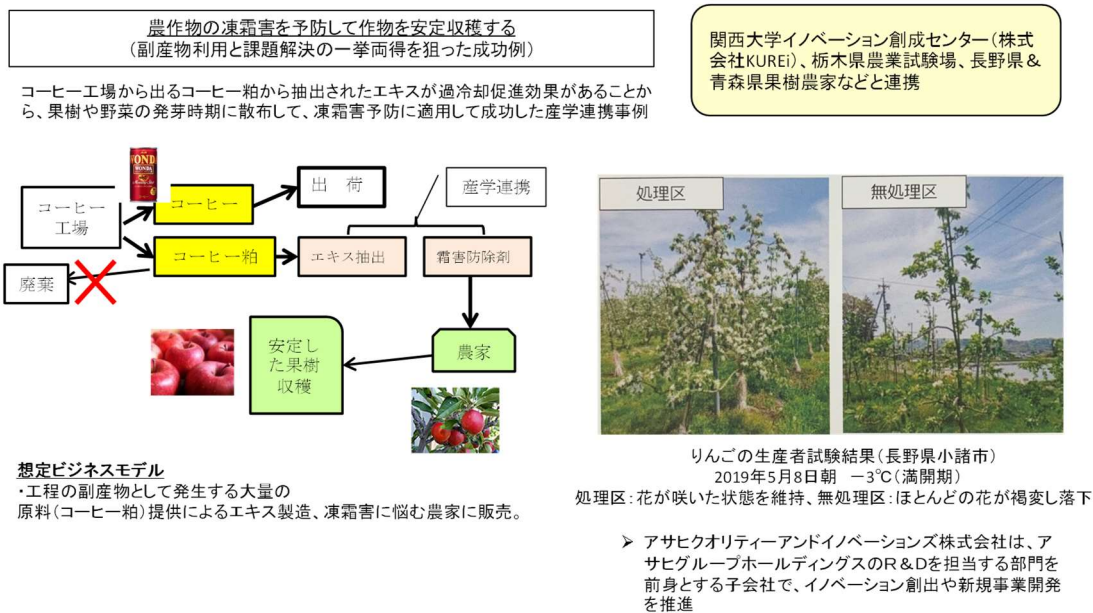 農作物の凍霜害を予防して作物を安定収穫する
（副産物利用と課題解決の一挙両得を狙った成功例）
関西大学イノベーション創成センター（株式
会社KUREi）、栃木県農業試験場、長野県＆
青森県果樹農家などと連携
コーヒー工場から出るコーヒー粕から抽出されたエキスが過冷却促進効果があることか
ら、果樹や野菜の発芽時期に散布して、凍霜害予防に適用して成功した産学連携事例
WONDA
WONDA
コーヒー
工場
コーヒー
出　荷
産学連携
コーヒー粕
エキス抽出
霜害防除剤
廃棄
安定し
た果樹
収穫
農家
処理区
無処理区
りんごの生産者試験結果（長野県小諸市）
2019年5月8日朝　－3℃（満開期）
処理区：花が咲いた状態を維持、無処理区：ほとんどの花が褐変し落下
想定ビジネスモデル
・工程の副産物として発生する大量の
原料（コーヒー粕）提供によるエキス製造、凍霜害に悩む農家に販売。
➢ アサヒクオリティーアンドイノベーションズ株式会社は、ア
サヒグループホールディングスのＲ＆Ｄを担当する部門を
前身とする子会社で、イノベーション創出や新規事業開発
を推進